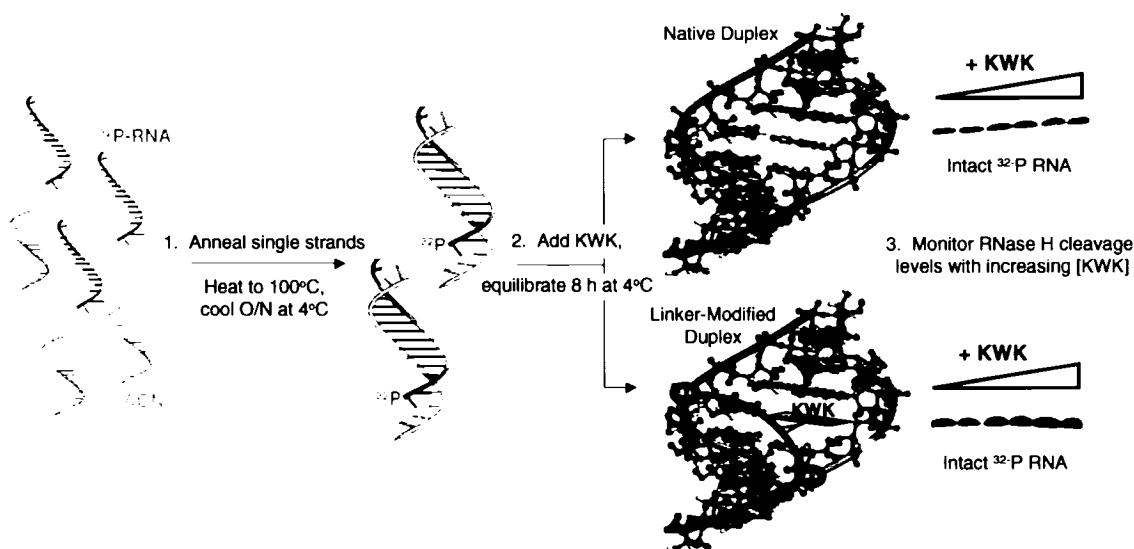 Native Duplex
+ KWK
P-RNA
Intact 32-P RNA
1. Anneal single strands
Heat to 100°C,
cool O/N at 4°C
32P
2. Add KWK,
equilibrate 8 h at 4°C
3. Monitor RNase H cleavage
levels with increasing [KWK]
Linker-Modified
Duplex
+ KWK
KWK
P
Intact 32-P RNA